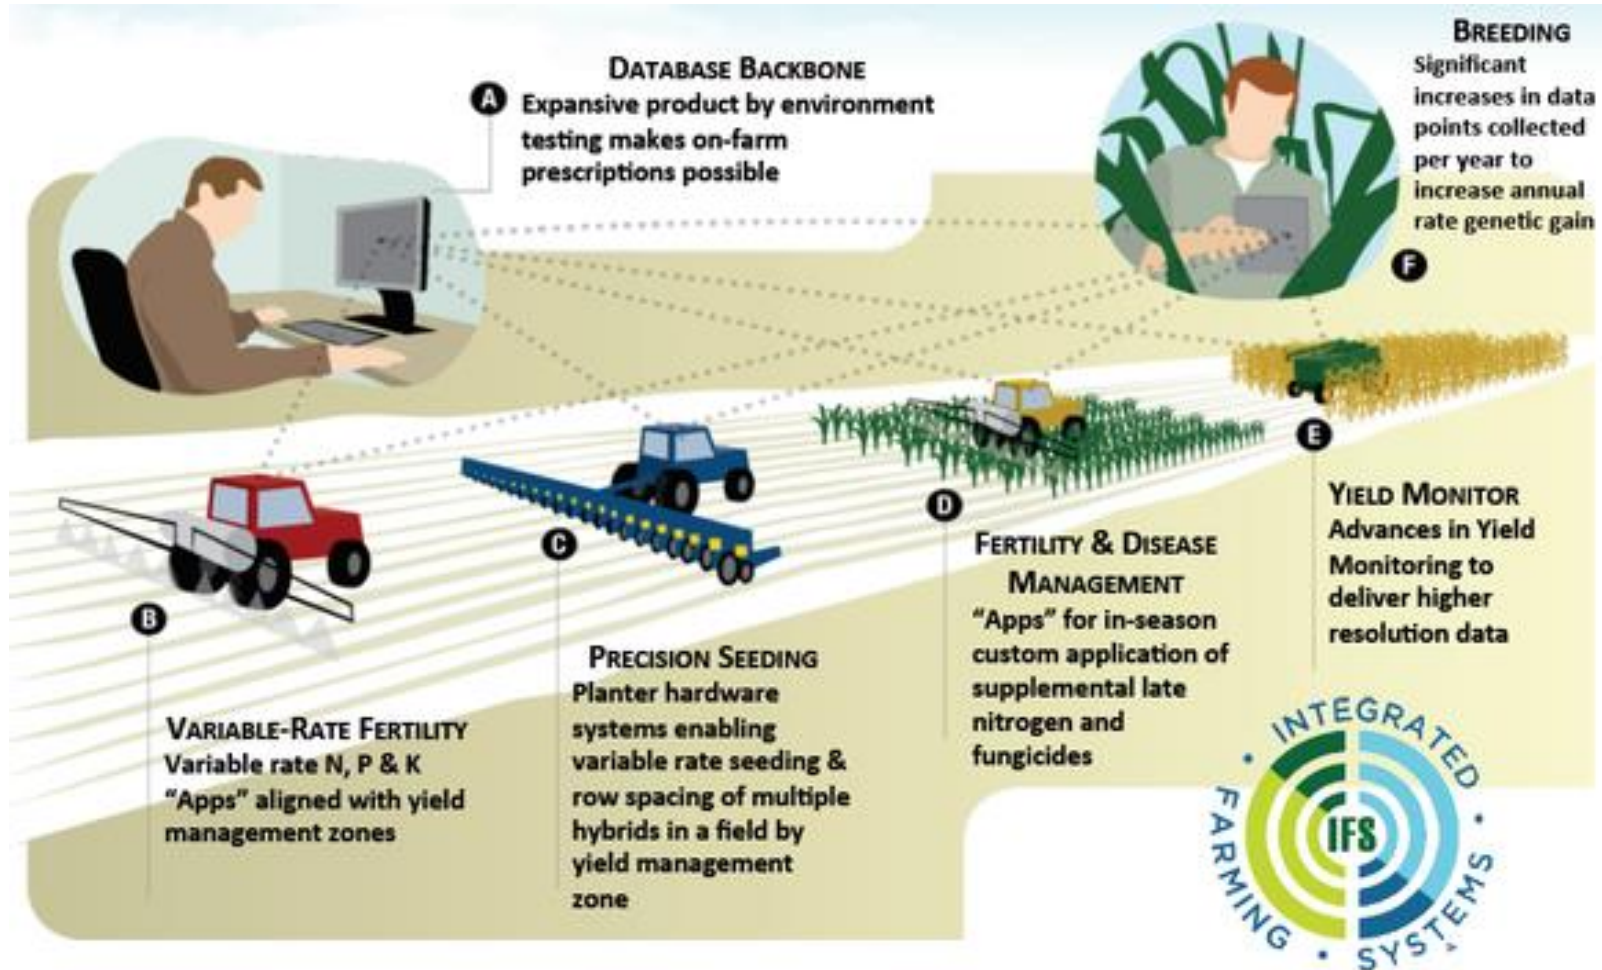 DATABASE BACKBONE
A
Expansive product by environment
testing makes on-farm
prescriptions possible
BREEDING
Significant
increases in data
points collected
per year to
increase annual
rate genetic gain
F
B
VARIABLE-RATE FERTILITY
Variable rate N, P & K
“Apps” aligned with yield
management zones
C
PRECISION SEEDING
Planter hardware
systems enabling
variable rate seeding &
row spacing of multiple
hybrids in a field by
yield management
zone
D
FERTILITY & DISEASE
MANAGEMENT
“Apps” for in-season
custom application of
supplemental late
nitrogen and
fungicides
E
YIELD MONITOR
Advances in Yield
Monitoring to
deliver higher
resolution data
INTEGRATED
FARMING
SYSTEMS
IFS